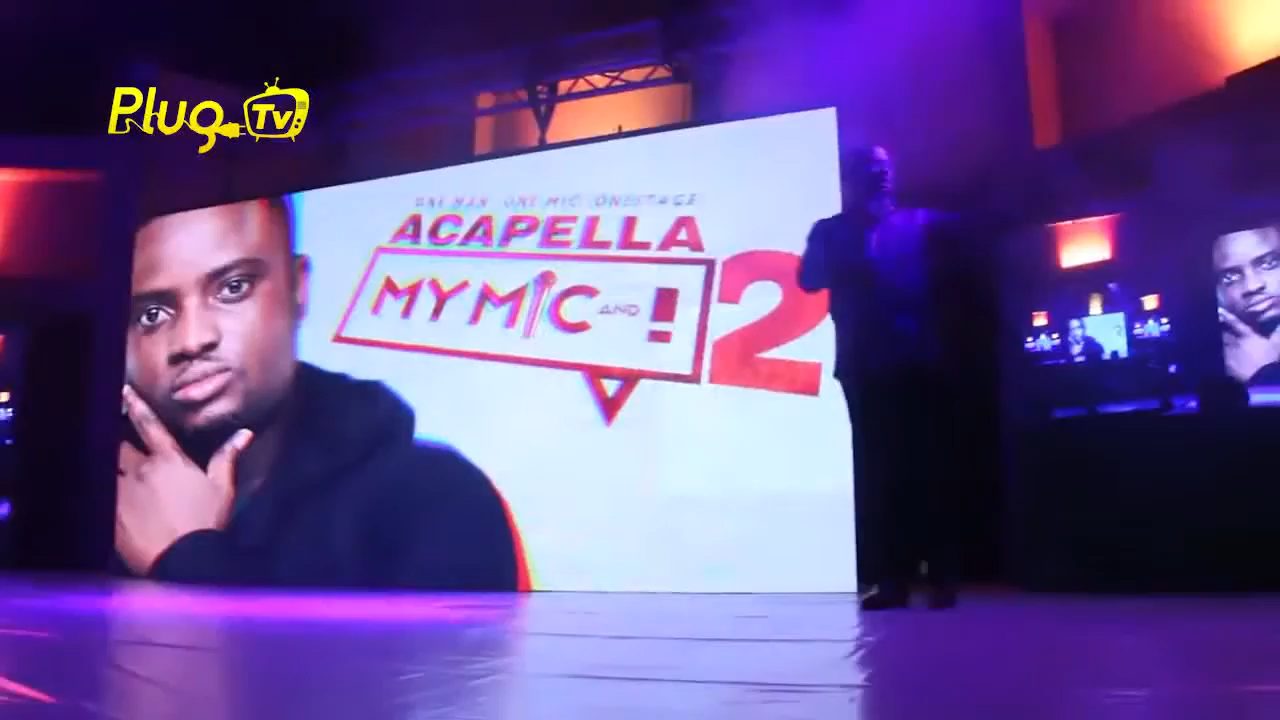 Plug Tv
ONE MAN ONE MIC ONE STAGE
ACAPELLA
MY MIC AND !
2